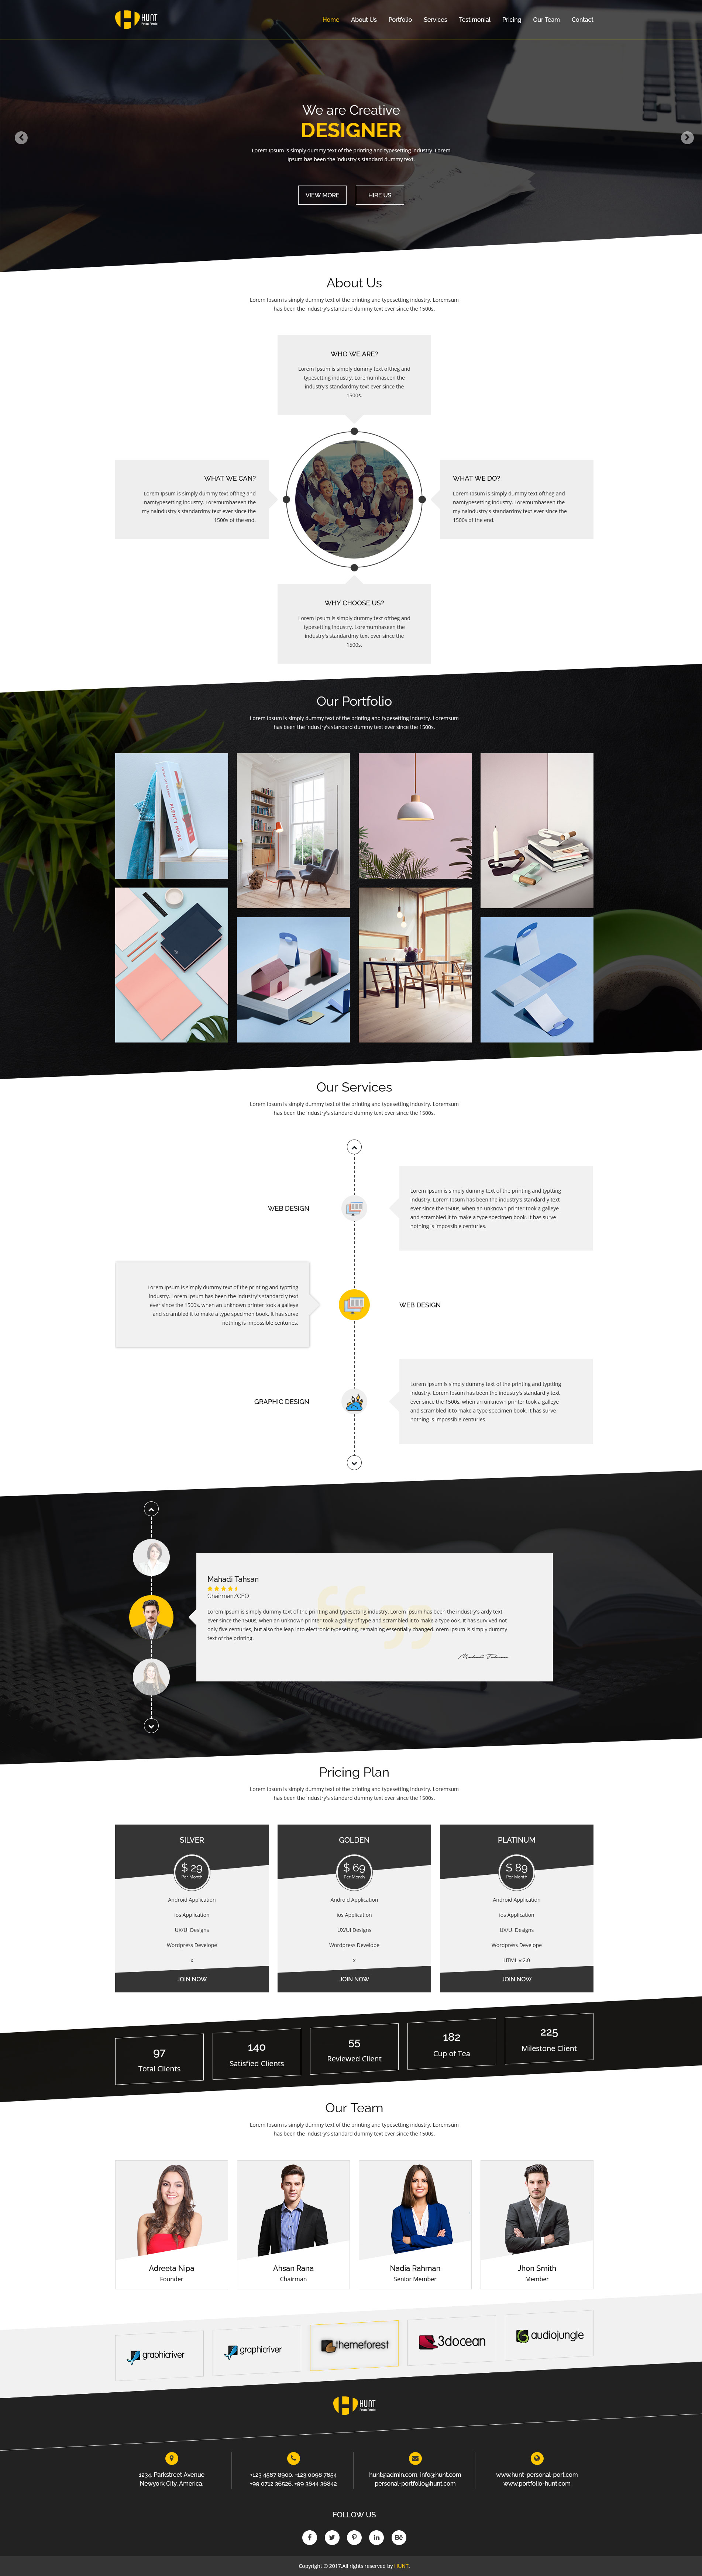 HUNT
Personal Portfolio
Home
About Us
Portfolio
Services
Testimonial
Pricing
Our Team
Contact
We are Creative
DESIGNER
Lorem Ipsum is simply dummy text of the printing and typesetting industry. Lorem
Ipsum has been the industry's standard dummy text.
VIEW MORE
HIRE US
About Us
Lorem Ipsum is simply dummy text of the printing and typesetting industry. Loremsum
has been the industry's standard dummy text ever since the 1500s.
WHO WE ARE?
Lorem Ipsum is simply dummy text oftheg and
typesetting industry. Loremumhaseen the
industry's standardmy text ever since the
1500s.
WHAT WE CAN?
Lorem Ipsum is simply dummy text oftheg and
namtypesetting industry. Loremumhaseen the
my naindustry's standardmy text ever since the
1500s of the end.
WHAT WE DO?
Lorem Ipsum is simply dummy text oftheg and
namtypesetting industry. Loremumhaseen the
my naindustry's standardmy text ever since the
1500s of the end.
WHY CHOOSE US?
Lorem Ipsum is simply dummy text oftheg and
typesetting industry. Loremumhaseen the
industry's standardmy text ever since the
1500s.
Our Portfolio
Lorem Ipsum is simply dummy text of the printing and typesetting industry. Loremsum
has been the industry's standard dummy text ever since the 1500s.
PLENTY MORE
Our Services
Lorem Ipsum is simply dummy text of the printing and typesetting industry. Loremsum
has been the industry's standard dummy text ever since the 1500s.
WEB DESIGN
Lorem Ipsum is simply dummy text of the printing and typtting
industry. Lorem Ipsum has been the industry's standard y text
ever since the 1500s, when an unknown printer took a galleye
and scrambled it to make a type specimen book. It has surve
nothing is impossible centuries.
Lorem Ipsum is simply dummy text of the printing and typtting
industry. Lorem Ipsum has been the industry's standard y text
ever since the 1500s, when an unknown printer took a galleye
and scrambled it to make a type specimen book. It has surve
nothing is impossible centuries.
WEB DESIGN
GRAPHIC DESIGN
Lorem Ipsum is simply dummy text of the printing and typtting
industry. Lorem Ipsum has been the industry's standard y text
ever since the 1500s, when an unknown printer took a galleye
and scrambled it to make a type specimen book. It has surve
nothing is impossible centuries.
Mahadi Tahsan
Chairman/CEO
Lorem Ipsum is simply dummy text of the printing and typesetting industry. Lorem Ipsum has been the industry's ardy text
ever since the 1500s, when an unknown printer took a galley of type and scrambled it to make a type ook. It has survived not
only five centuries, but also the leap into electronic typesetting, remaining essentially changed. orem Ipsum is simply dummy
text of the printing.
Mahadi Tahsan
Pricing Plan
Lorem Ipsum is simply dummy text of the printing and typesetting industry. Loremsum
has been the industry's standard dummy text ever since the 1500s.
SILVER
$ 29
Per Month
Android Application
ios Application
UX/UI Designs
Wordpress Develope
x
JOIN NOW
GOLDEN
$ 69
Per Month
Android Application
ios Application
UX/UI Designs
Wordpress Develope
x
JOIN NOW
PLATINUM
$ 89
Per Month
Android Application
ios Application
UX/UI Designs
Wordpress Develope
HTML v:2.0
JOIN NOW
97
Total Clients
140
Satisfied Clients
55
Reviewed Client
182
Cup of Tea
225
Milestone Client
Our Team
Lorem Ipsum is simply dummy text of the printing and typesetting industry. Loremsum
has been the industry's standard dummy text ever since the 1500s.
Adreeta Nipa
Founder
Ahsan Rana
Chairman
Nadia Rahman
Senior Member
Jhon Smith
Member
graphicriver
graphicriver
themeforest
3docean
audiojungle
HUNT
Personal Portfolio
1234, Parkstreet Avenue
Newyork City, America.
+123 4567 8900, +123 0098 7654
+99 0712 36526, +99 3644 36842
hunt@admin.com, info@hunt.com
personal-portfolio@hunt.com
www.hunt-personal-port.com
www.portfolio-hunt.com
FOLLOW US
Bē
Copyright © 2017.All rights reserved by HUNT.